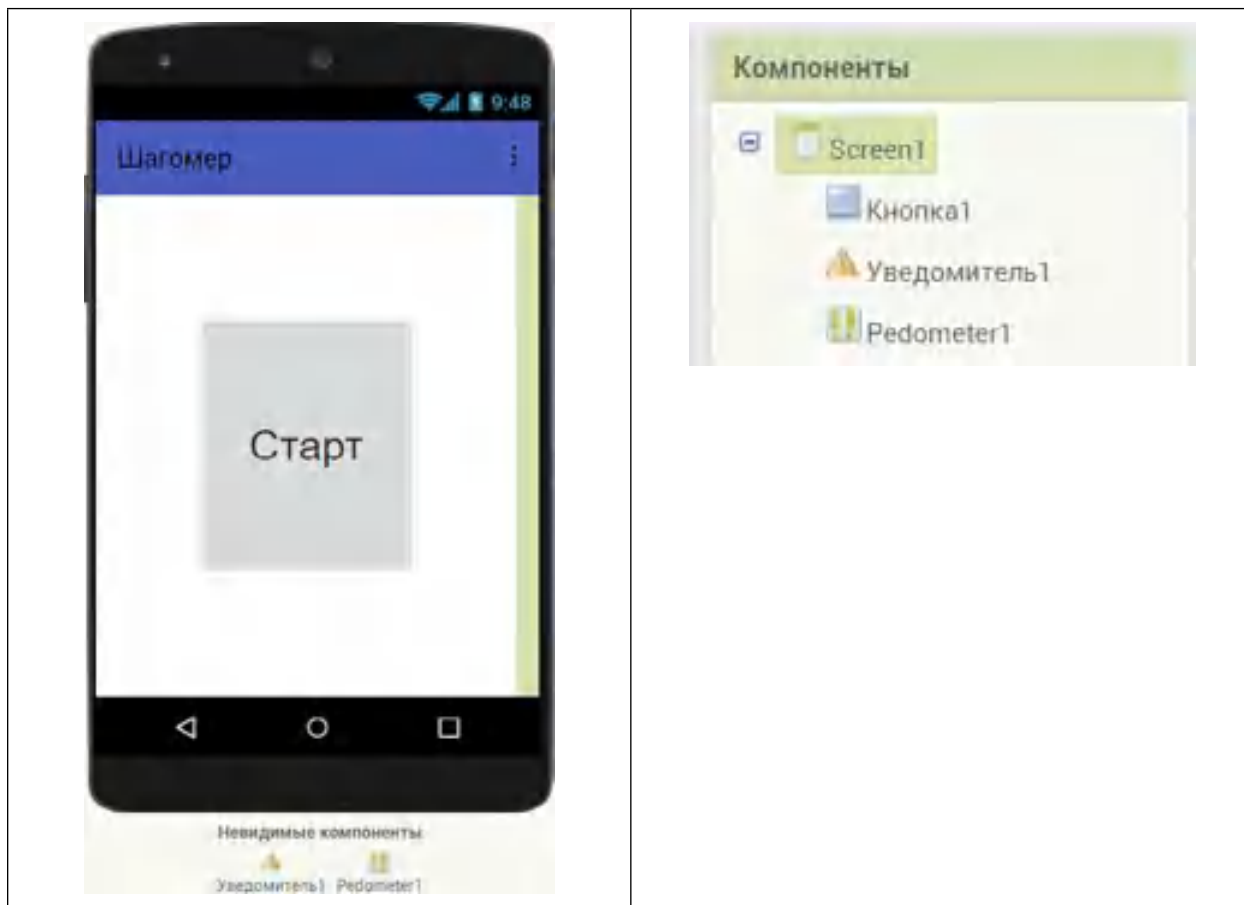 9:48
Шагомер
Старт
Невидимые компоненты
Уведомитель1 Pedometer1
Компоненты
Screen1
Кнопка1
Уведомитель1
Pedometer1